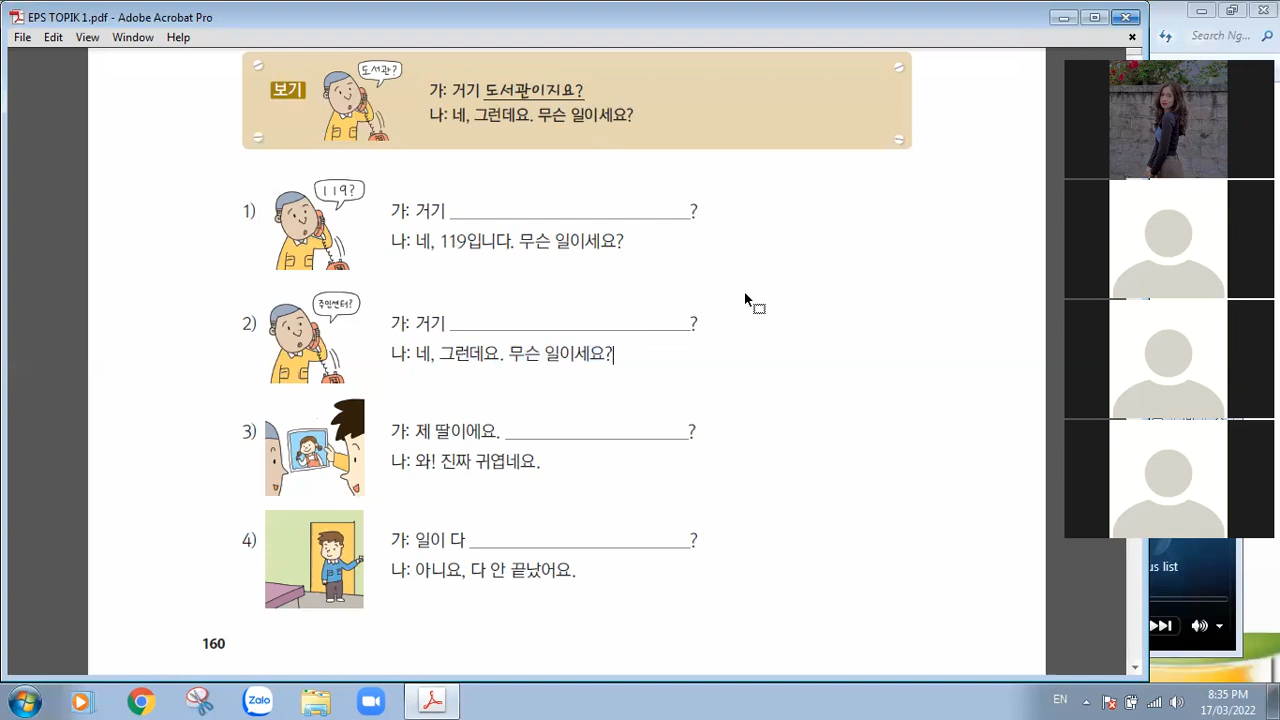 EPS TOPIK 1.pdf - Adobe Acrobat Pro
File Edit View Window Help
Search Ng...
보기
도서관?
가: 거기 도서관이지요?
나: 네, 그런데요. 무슨 일이세요?
1)
119?
가: 거기 ?
나: 네, 119입니다. 무슨 일이세요?
2)
주민센터?
가: 거기 ?
나: 네, 그런데요. 무슨 일이세요?
3)
가: 제 딸이에요. ?
나: 와! 진짜 귀엽네요.
4)
가: 일이 다 ?
나: 아니요, 다 안 끝났어요.
160
us list
Zalo
EN
8:35 PM
17/03/2022